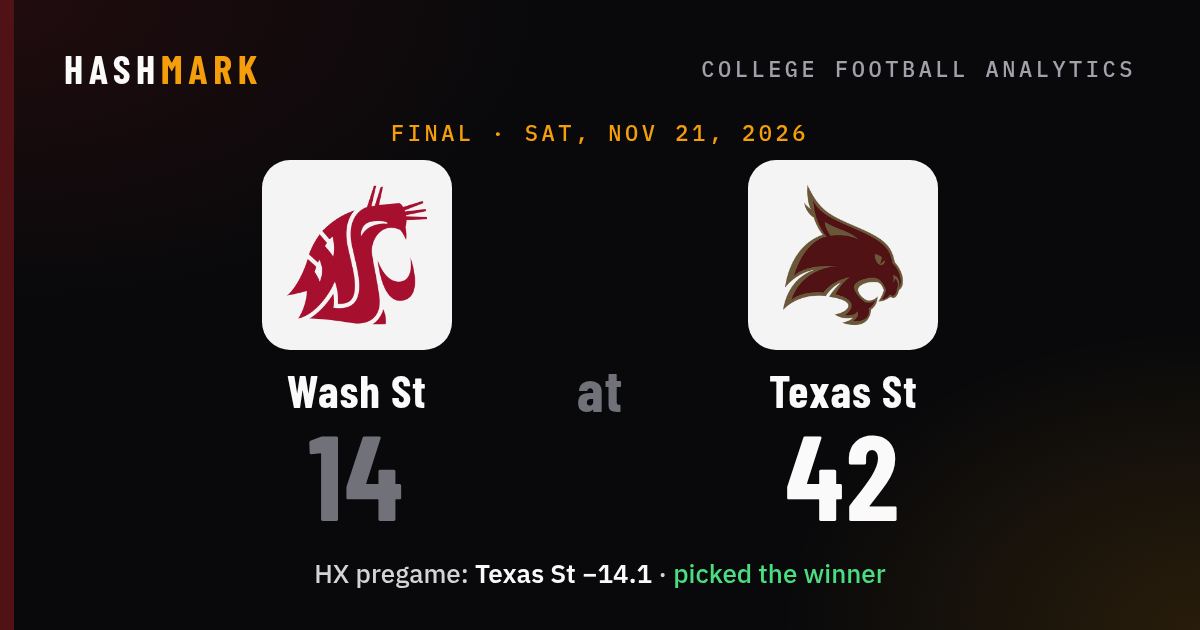 HASHMARK
COLLEGE FOOTBALL ANALYTICS
FINAL · SAT, NOV 21, 2026
WSC
Wash St
at
Texas St
14
42
HX pregame: Texas St −14.1 · picked the winner